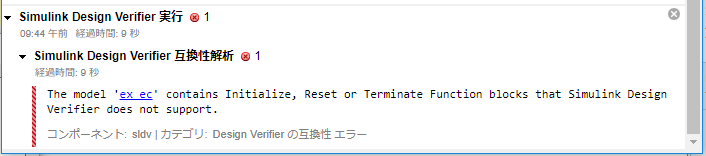 Simulink Design Verifier 実行 1
09:44 午前 経過時間: 9 秒
Simulink Design Verifier 互換性解析 1
経過時間: 9 秒
The model 'ex_ec' contains Initialize, Reset or Terminate Function blocks that Simulink Design
Verifier does not support.
コンポーネント: sldv | カテゴリ: Design Verifier の互換性 エラー